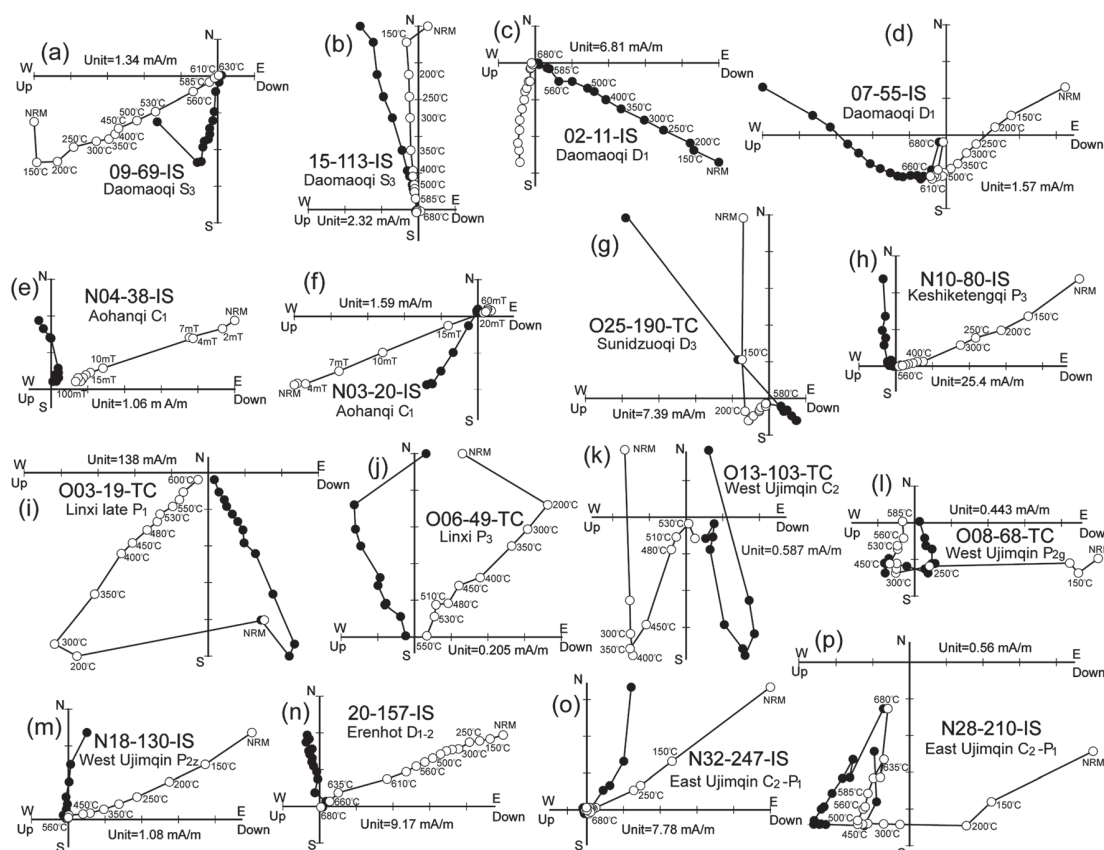 (a)
N
W
Unit=1.34 mA/m
610℃
630℃
E
Up
585℃
Down
560℃
NRM
530℃
500℃
450℃
400℃
350℃
250℃
300℃
150℃
200℃
09-69-IS
Daomaoqi S3
S
(b)
N
150℃
NRM
200℃
250℃
300℃
350℃
400℃
500℃
585℃
680℃
15-113-IS
Daomaoqi S3
W
E
Up
Unit=2.32 mA/m
Down
S
(c)
N
W
680℃
Unit=6.81 mA/m
E
Up
585℃
Down
560℃
500℃
400℃
350℃
300℃
250℃
200℃
150℃
NRM
02-11-IS
Daomaoqi D1
S
(d)
07-55-IS
Daomaoqi D1
NRM
N
150℃
200℃
W
E
Up
680℃
250℃
Down
300℃
350℃
660℃
500℃
610℃
Unit=1.57 mA/m
S
(e)
N
N04-38-IS
Aohanqi C1
NRM
7mT
4mT
2mT
10mT
15mT
100mT
W
E
Up
Unit=1.06 m A/m
Down
S
(f)
N
W
Unit=1.59 mA/m
60mT
E
Up
20mT
Down
15mT
10mT
7mT
4mT
NRM
N03-20-IS
Aohanqi C1
S
(g)
NRM
N
O25-190-TC
Sunidzuoqi D3
150℃
580℃
W
E
Up
200℃
Down
Unit=7.39 mA/m
S
(h)
N
N10-80-IS
Keshiketengqi P3
NRM
150℃
250℃
200℃
300℃
400℃
560℃
W
E
Up
Unit=25.4 mA/m
Down
S
(i)
W
N
E
Up
Unit=138 mA/m
Down
O03-19-TC
Linxi late P1
600℃
550℃
530℃
480℃
450℃
400℃
350℃
300℃
200℃
NRM
S
(j)
N
NRM
200℃
O06-49-TC
Linxi P3
300℃
350℃
400℃
450℃
510℃
480℃
530℃
550℃
W
E
Up
Unit=0.205 mA/m
Down
S
(k)
NRM
N
O13-103-TC
West Ujimqin C2
W
530℃
E
Up
510℃
Down
480℃
Unit=0.587 mA/m
450℃
300℃
350℃
400℃
S
(l)
N
W
585℃
Unit=0.443 mA/m
E
Up
560℃
Down
530℃
O08-68-TC
West Ujimqin P2g
450℃
300℃
250℃
NRM
150℃
S
(m)
N
N18-130-IS
West Ujimqin P2z
NRM
150℃
200℃
250℃
350℃
450℃
560℃
W
E
Up
Unit=1.08 mA/m
Down
S
(n)
N
20-157-IS
Erenhot D1-2
NRM
250℃
150℃
300℃
500℃
560℃
610℃
635℃
660℃
680℃
W
E
Up
Unit=9.17 mA/m
Down
S
(o)
N
NRM
150℃
250℃
680℃
N32-247-IS
East Ujimqin C2-P1
W
E
Up
Unit=7.78 mA/m
Down
S
(p)
W
N
E
Up
Unit=0.56 mA/m
Down
680℃
N28-210-IS
East Ujimqin C2-P1
635℃
585℃
560℃
500℃
450℃
300℃
200℃
150℃
NRM
S